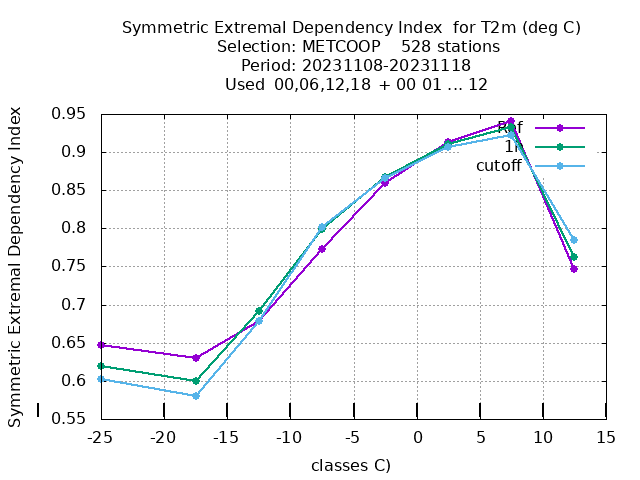 Symmetric Extremal Dependency Index for T2m (deg C)
Selection: METCOOP 528 stations
Period: 20231108-20231118
Used 00,06,12,18 + 00 01 ... 12
Symmetric Extremal Dependency Index
0.95
0.9
0.85
0.8
0.75
0.7
0.65
0.6
0.55
cutoff
-25
-20
-15
-10
-5
0
5
10
15
classes C)